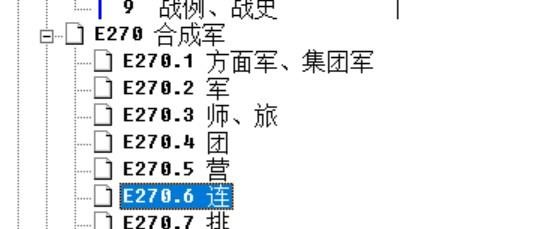 9 战例、战史
E270 合成军
E270.1 方面军、集团军
E270.2 军
E270.3 师、旅
E270.4 团
E270.5 营
E270.6 连
E270.7 排